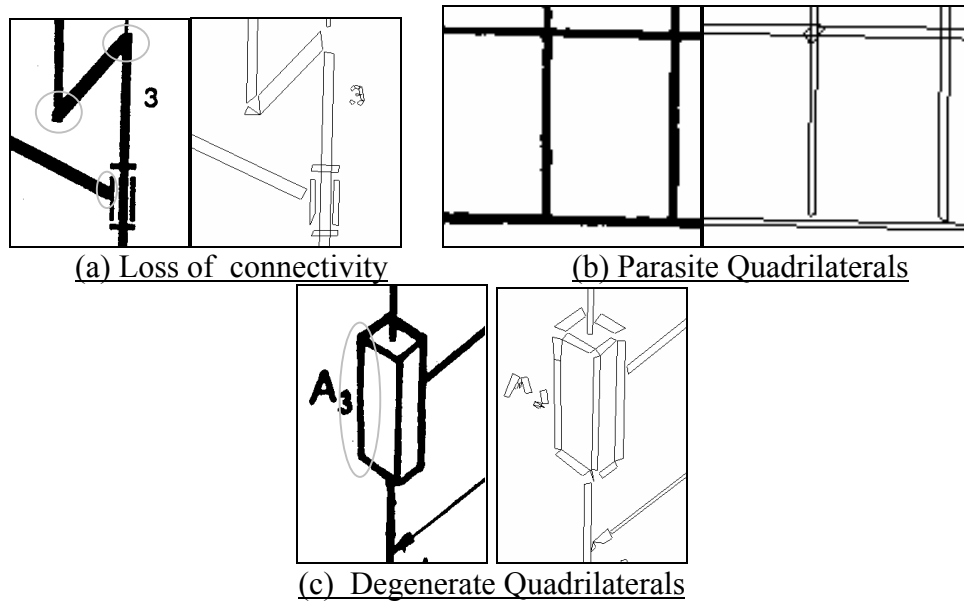 3
(a) Loss of connectivity
(b) Parasite Quadrilaterals
A3
(c) Degenerate Quadrilaterals